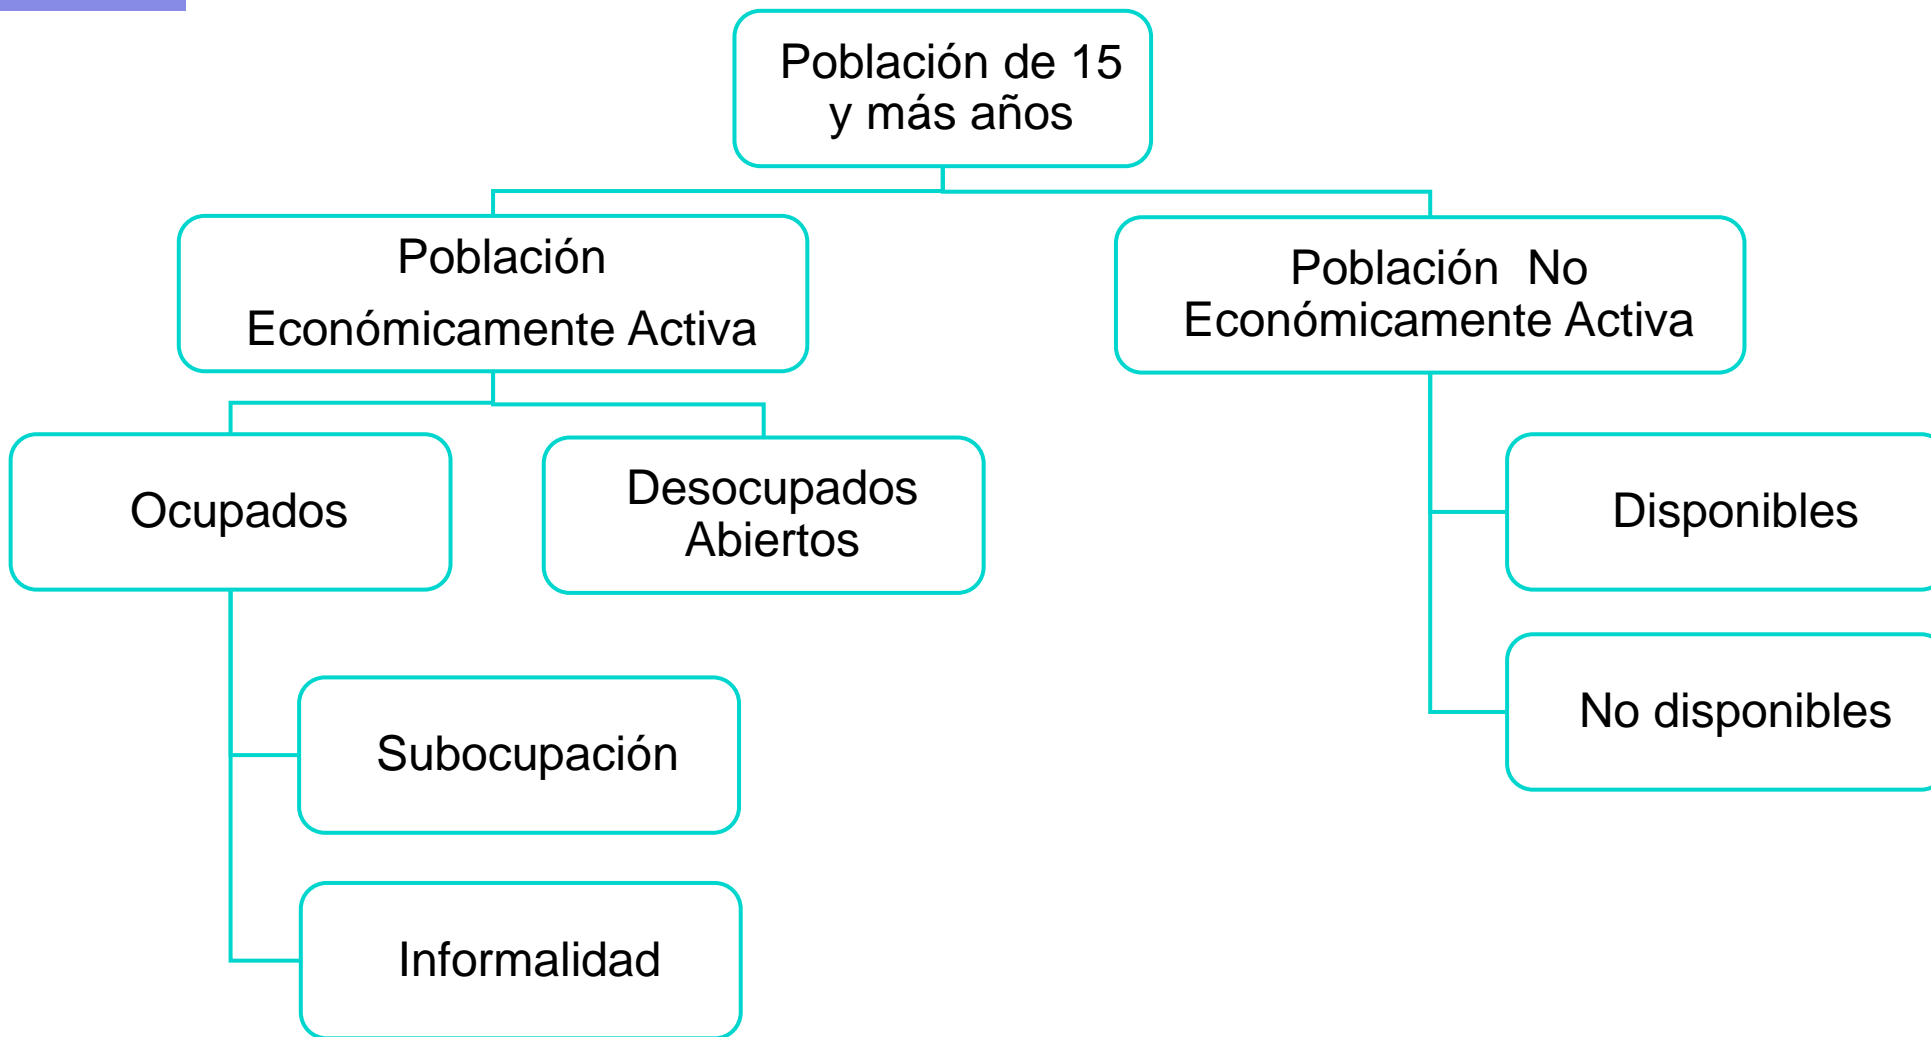 Población de 15
y más años
Población
Económicamente Activa
Población  No
Económicamente Activa
Ocupados
Desocupados
Abiertos
Disponibles
No disponibles
Subocupación
Informalidad